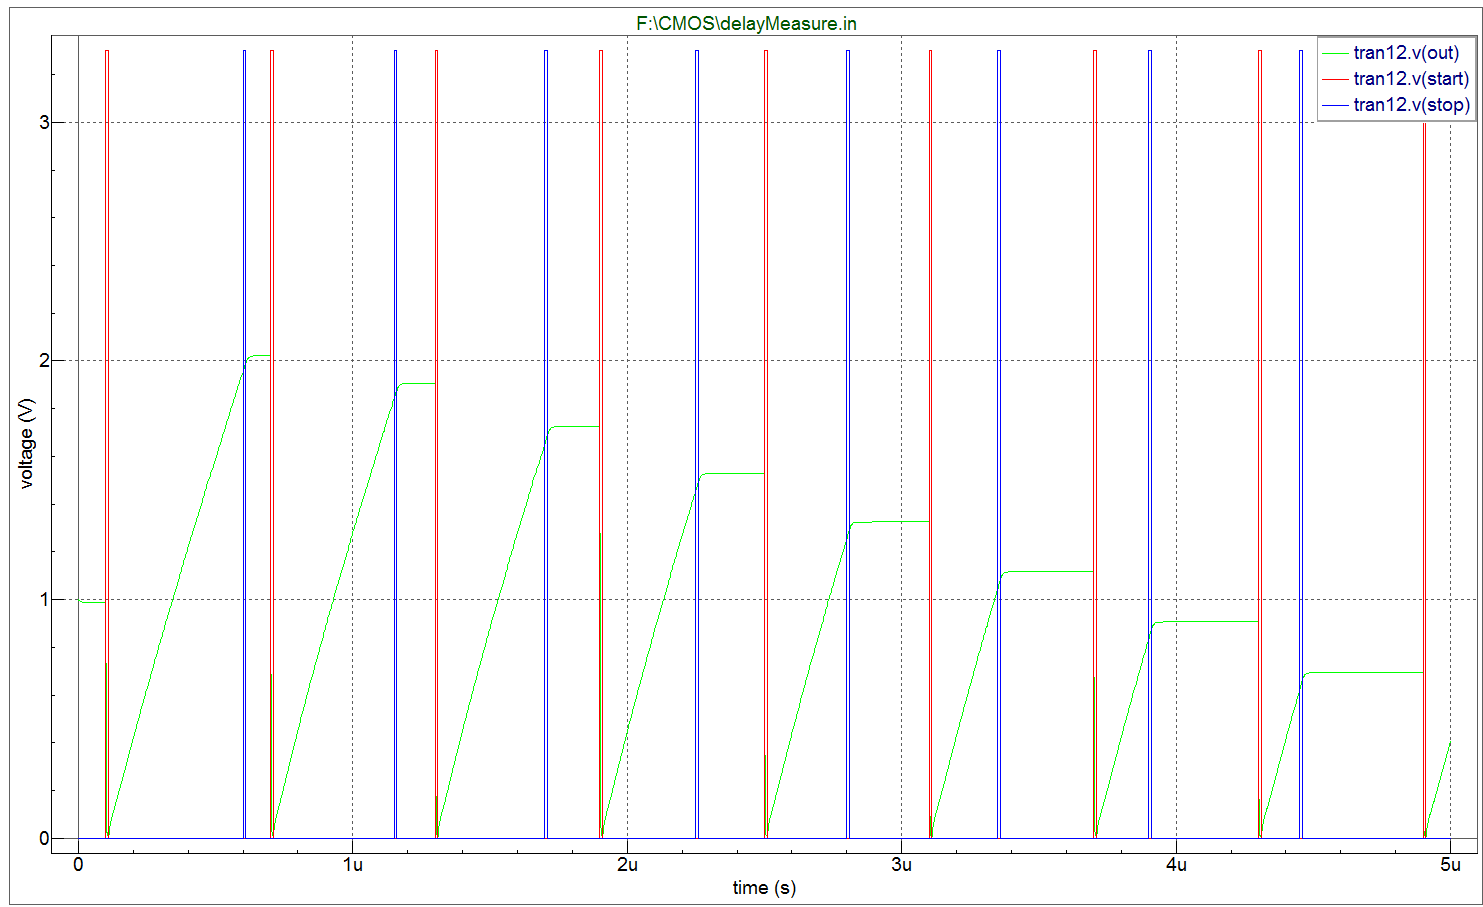 F:\CMOS\delayMeasure.in
tran12.v(out)
tran12.v(start)
tran12.v(stop)
3
2
1
0
voltage (V)
0 1u 2u 3u 4u 5u
time (s)